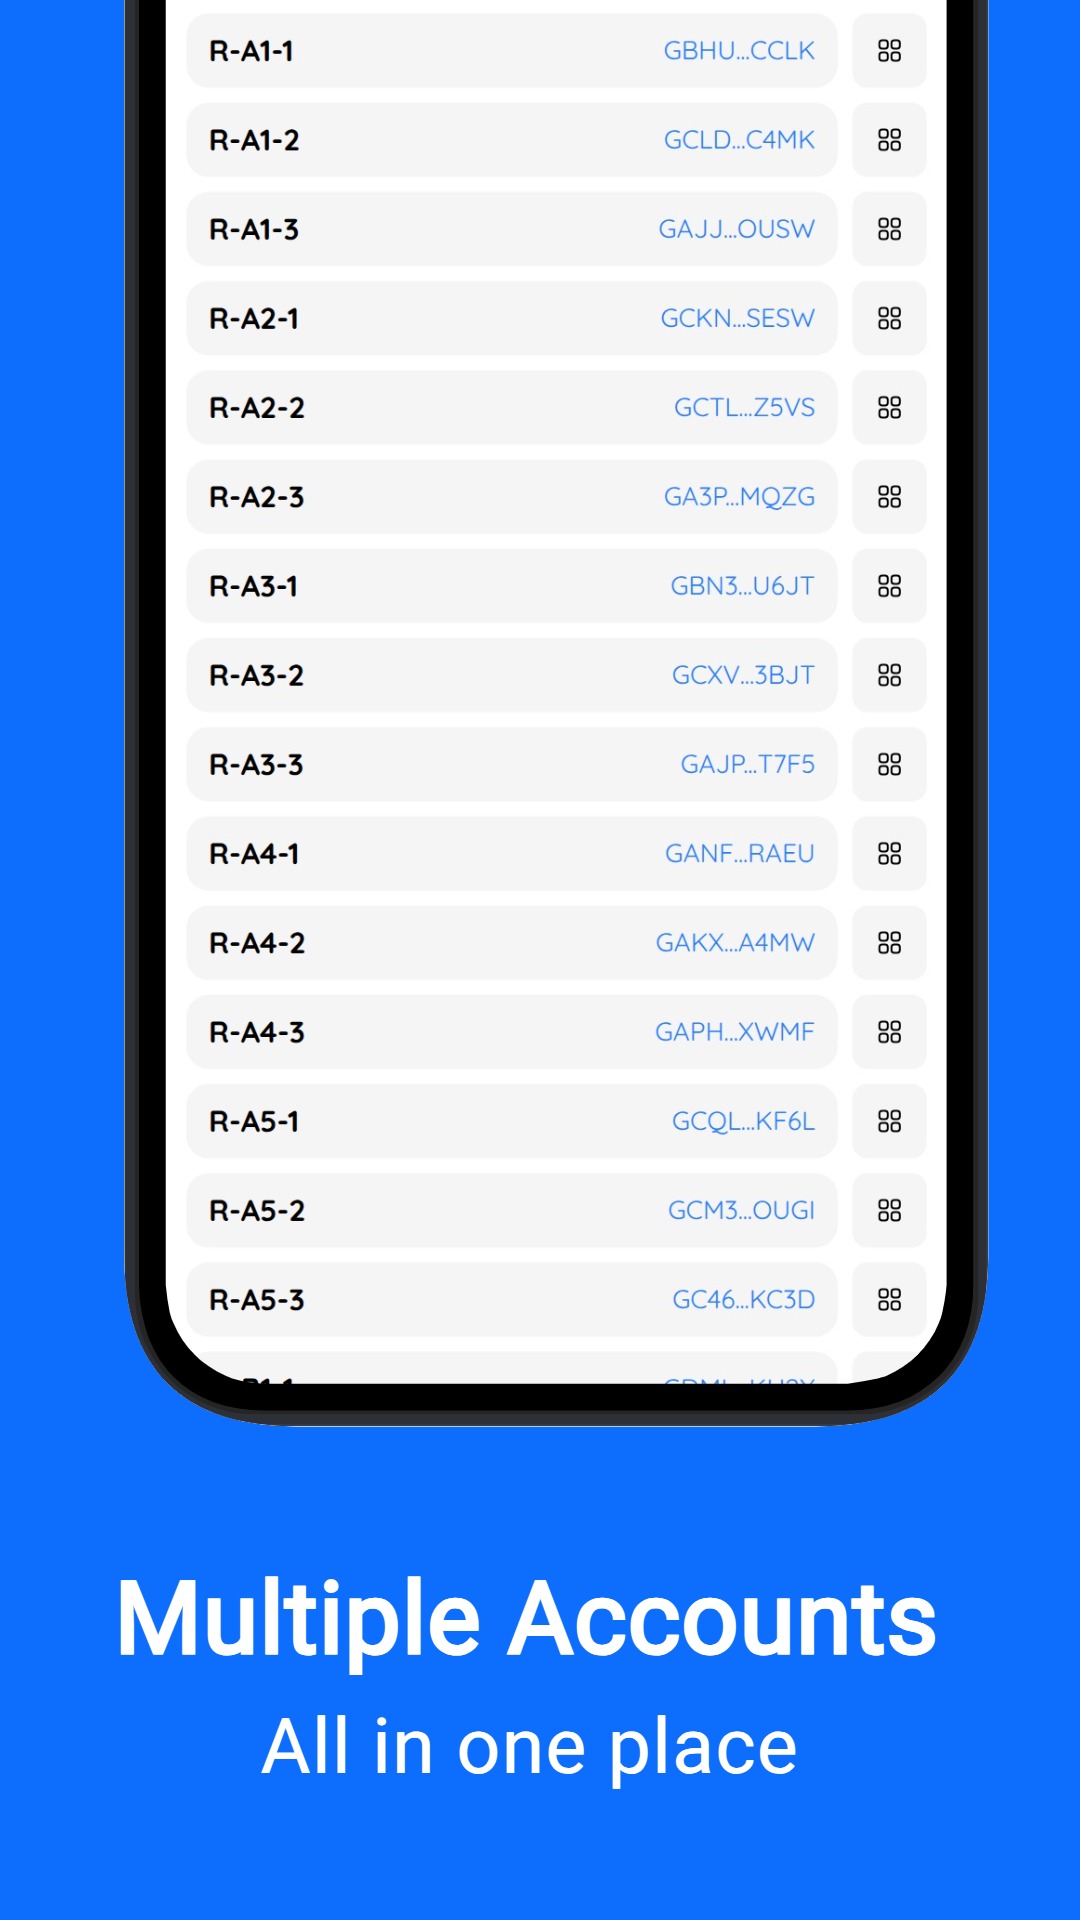 R-A1-1 GBHU...CCLK
R-A1-2 GCLD...C4MK
R-A1-3 GAJJ...OUSW
R-A2-1 GCKN...SESW
R-A2-2 GCTL...Z5VS
R-A2-3 GA3P...MQZG
R-A3-1 GBN3...U6JT
R-A3-2 GCXV...3BJT
R-A3-3 GAJP...T7F5
R-A4-1 GANF...RAEU
R-A4-2 GAKX...A4MW
R-A4-3 GAPH...XWMF
R-A5-1 GCQL...KF6L
R-A5-2 GCM3...OUGI
R-A5-3 GC46...KC3D
Multiple Accounts
All in one place